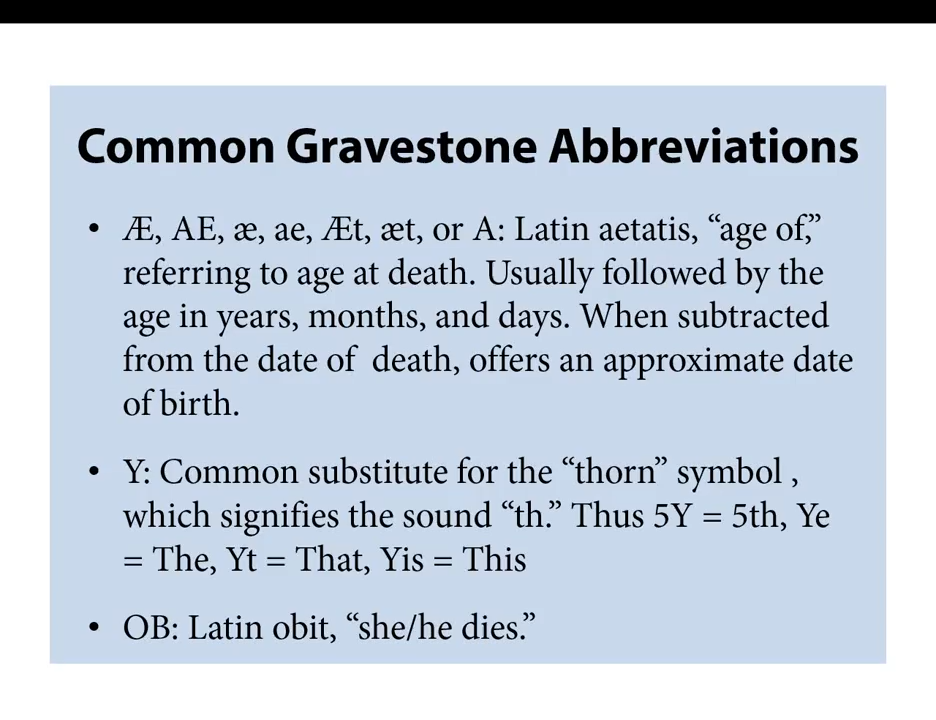 Common Gravestone Abbreviations
• Æ, AE, æ, ae, Æt, æt, or A: Latin aetatis, “age of,”
referring to age at death. Usually followed by the
age in years, months, and days. When subtracted
from the date of  death, offers an approximate date
of birth.
• Y: Common substitute for the “thorn” symbol ,
which signifies the sound “th.” Thus 5Y = 5th, Ye
= The, Yt = That, Yis = This
• OB: Latin obit, “she/he dies.”